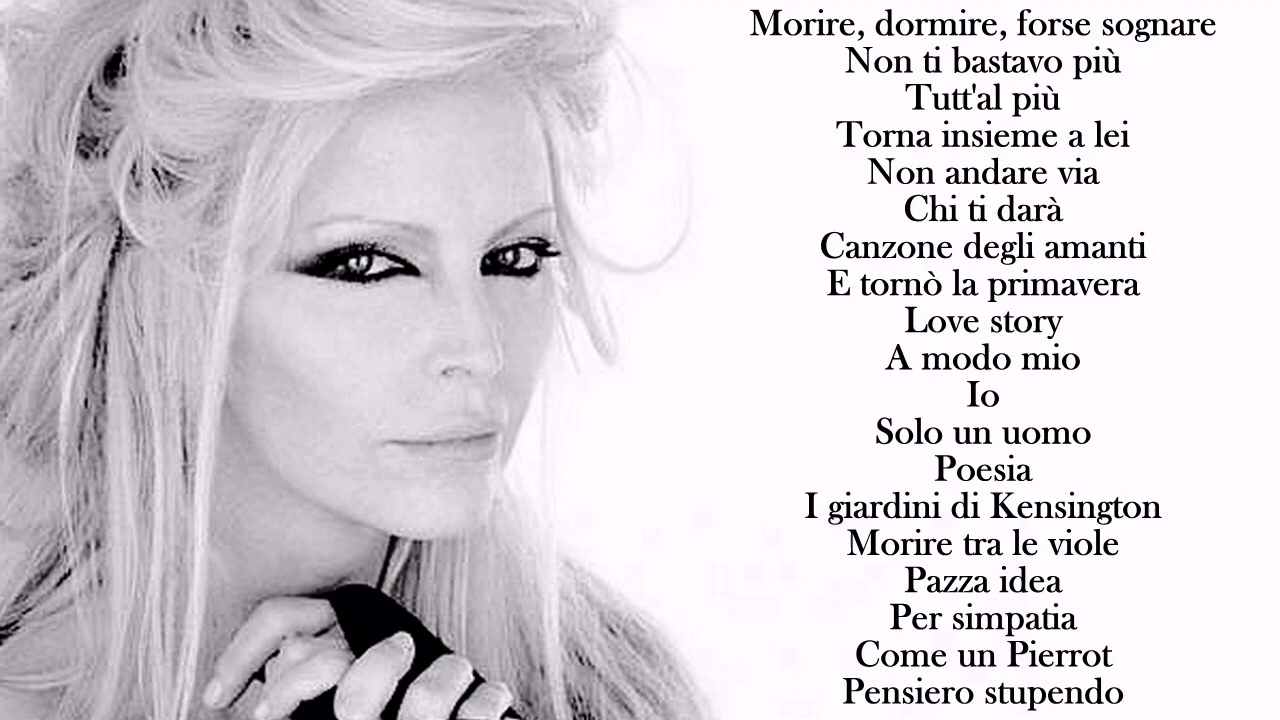 Morire, dormire, forse sognare
Non ti bastavo più
Tutt'al più
Torna insieme a lei
Non andare via
Chi ti darà
Canzone degli amanti
E tornò la primavera
Love story
A modo mio
Io
Solo un uomo
Poesia
I giardini di Kensington
Morire tra le viole
Pazza idea
Per simpatia
Come un Pierrot
Pensiero stupendo